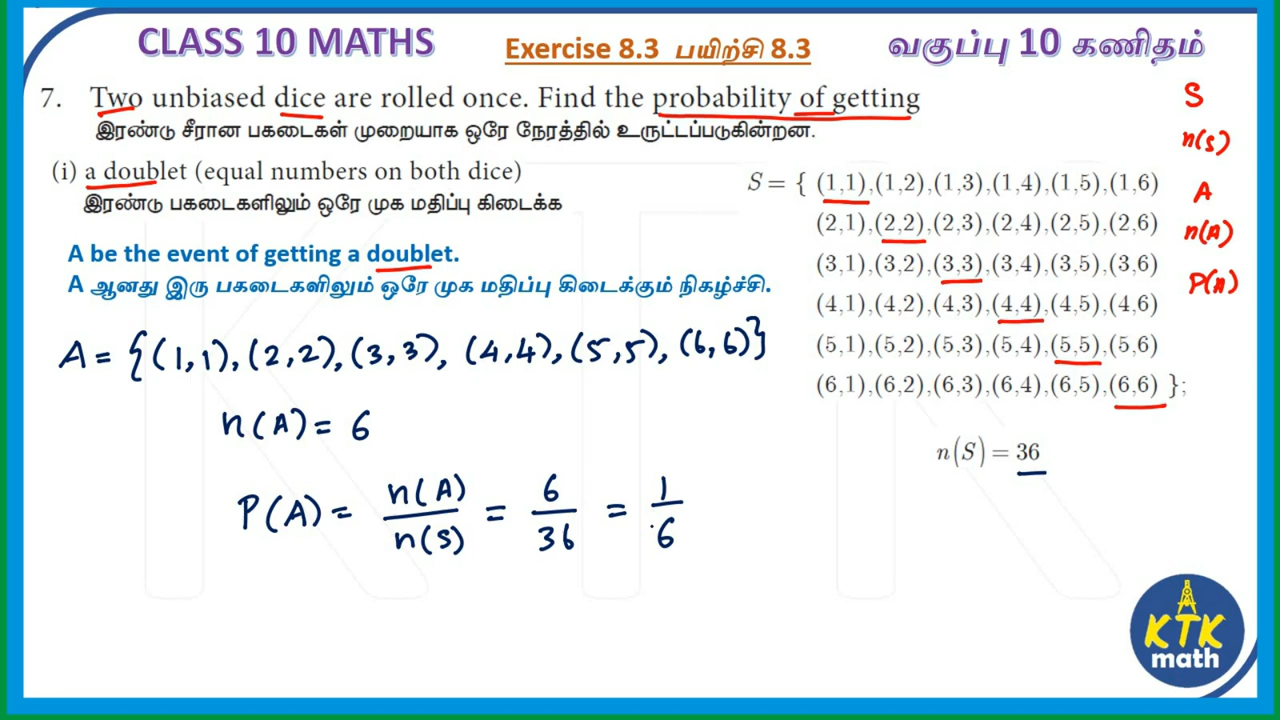 CLASS 10 MATHS Exercise 8.3 பயிற்சி 8.3 வகுப்பு 10 கணிதம்
7. Two unbiased dice are rolled once. Find the probability of getting
இரண்டு சீரான பகடைகள் முறையாக ஒரே நேரத்தில் உருட்டப்படுகின்றன.
(i) a doublet (equal numbers on both dice)
இரண்டு பகடைகளிலும் ஒரே முக மதிப்பு கிடைக்க
A be the event of getting a doublet.
A ஆனது இரு பகடைகளிலும் ஒரே முக மதிப்பு கிடைக்கும் நிகழ்ச்சி.
A = {(1,1), (2,2), (3,3), (4,4), (5,5), (6,6)}
n(A) = 6
P(A) = n(A)/n(S) = 6/36 = 1/6
S = { (1,1),(1,2),(1,3),(1,4),(1,5),(1,6)
(2,1),(2,2),(2,3),(2,4),(2,5),(2,6)
(3,1),(3,2),(3,3),(3,4),(3,5),(3,6)
(4,1),(4,2),(4,3),(4,4),(4,5),(4,6)
(5,1),(5,2),(5,3),(5,4),(5,5),(5,6)
(6,1),(6,2),(6,3),(6,4),(6,5),(6,6) };
n(S) = 36
S
n(S)
A
n(A)
P(A)
KTK
math